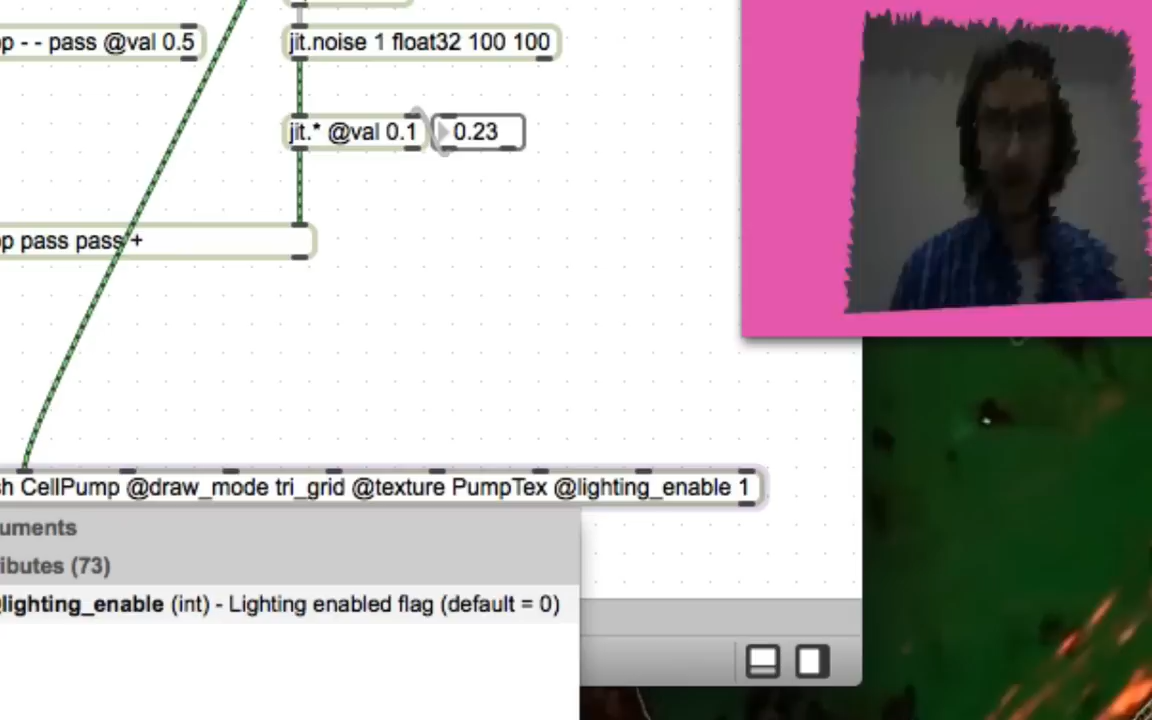 p - - pass @val 0.5
jit.noise 1 float32 100 100
jit.* @val 0.1
0.23
p pass pass +
sh CellPump @draw_mode tri_grid @texture PumpTex @lighting_enable 1
uments
ibutes (73)
lighting_enable (int) - Lighting enabled flag (default = 0)